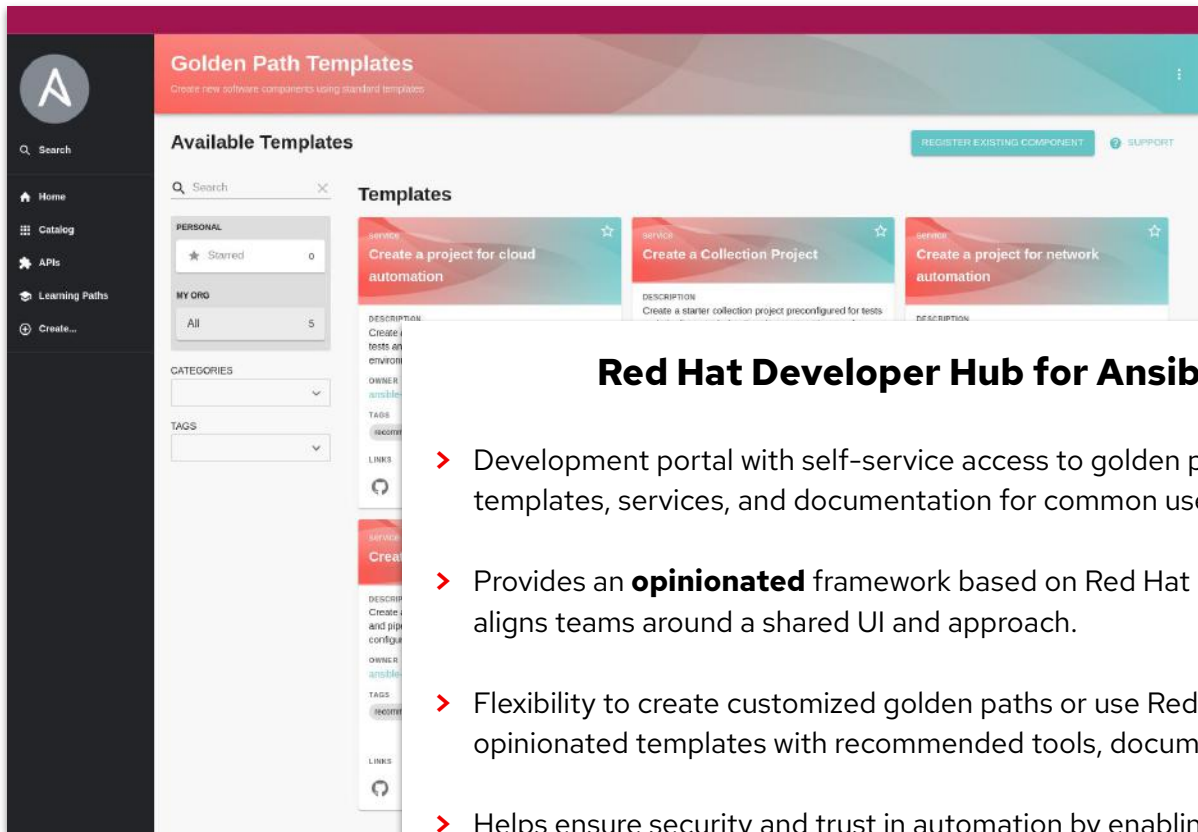 Golden Path Templates
Create new software components using standard templates
Search
Home
Catalog
APIs
Learning Paths
Create...
Available Templates
REGISTER EXISTING COMPONENT
SUPPORT
Search
PERSONAL
Starred 0
MY ORG
All 5
CATEGORIES
TAGS
Templates
service
Create a project for cloud
automation
DESCRIPTION
Create
tests
OWNER
TAGS
LINKS
service
Create a Collection Project
DESCRIPTION
Create a starter collection project preconfigured for tests
service
Create a project for network
automation
DESCRIPTION
service
Create
and
OWNER
TAGS
LINKS
Red Hat Developer Hub for
Development portal with self-service access to golden
templates, services, and documentation for common
Provides an opinionated framework based on Red Hat
aligns teams around a shared UI and approach.
Flexibility to create customized golden paths or use Red
opinionated templates with recommended tools,
Helps ensure security and trust in automation by